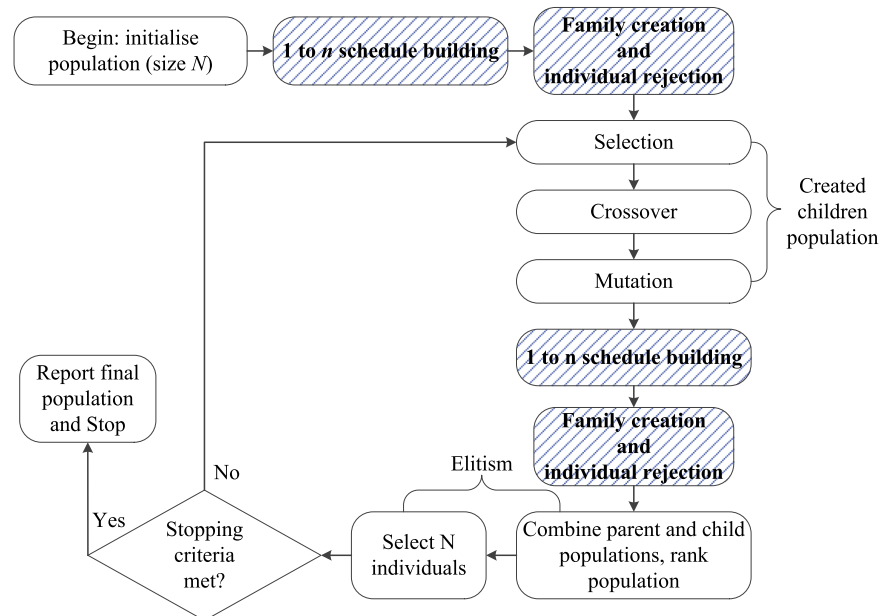 Begin: initialise
population (size N)
1 to n schedule building
Family creation
and
individual rejection
Selection
Crossover
Mutation
Created
children
population
1 to n schedule building
Family creation
and
individual rejection
Elitism
Combine parent and child
populations, rank
population
Select N
individuals
Stopping
criteria
met?
No
Yes
Report final
population
and Stop